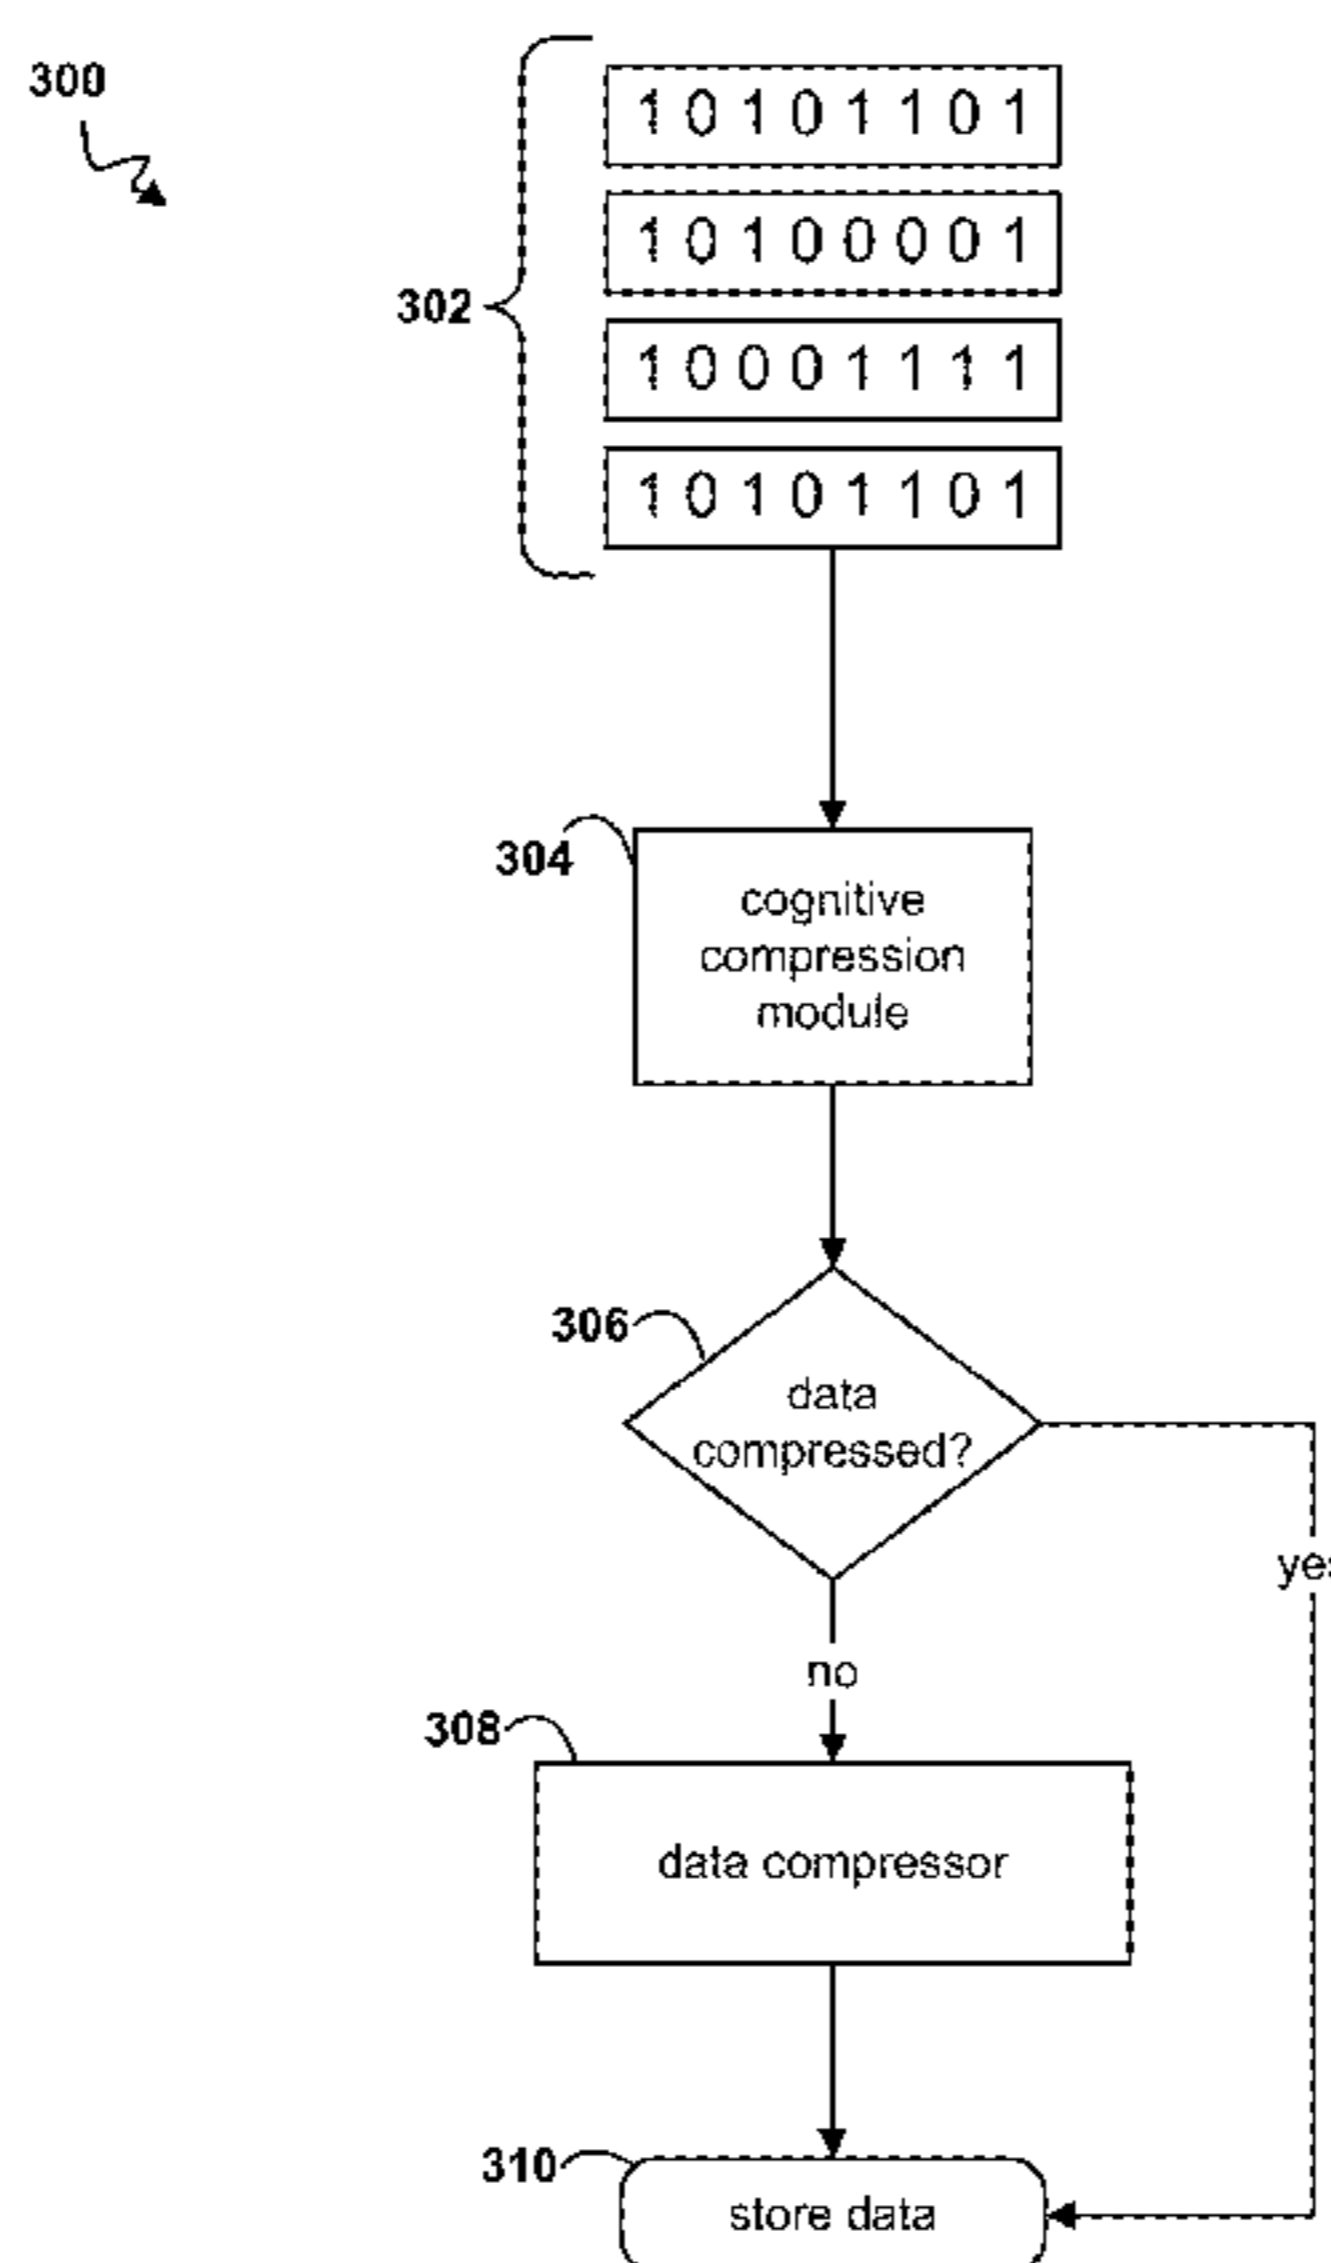 300
1 0 1 0 1 1 0 1
1 0 1 0 0 0 0 1
302
1 0 0 0 1 1 1 1
1 0 1 0 1 1 0 1
304
cognitive
compression
module
306
data
compressed?
no
308
data compressor
310
store data